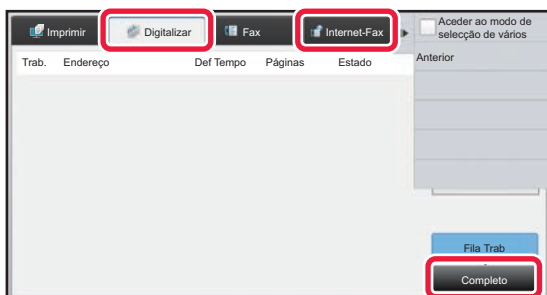 Imprimir Digitalizar Fax Internet-Fax
Aceder ao modo de
selecção de vários
Trab. Endereço Def Tempo Páginas Estado
Anterior
Fila Trab
Completo